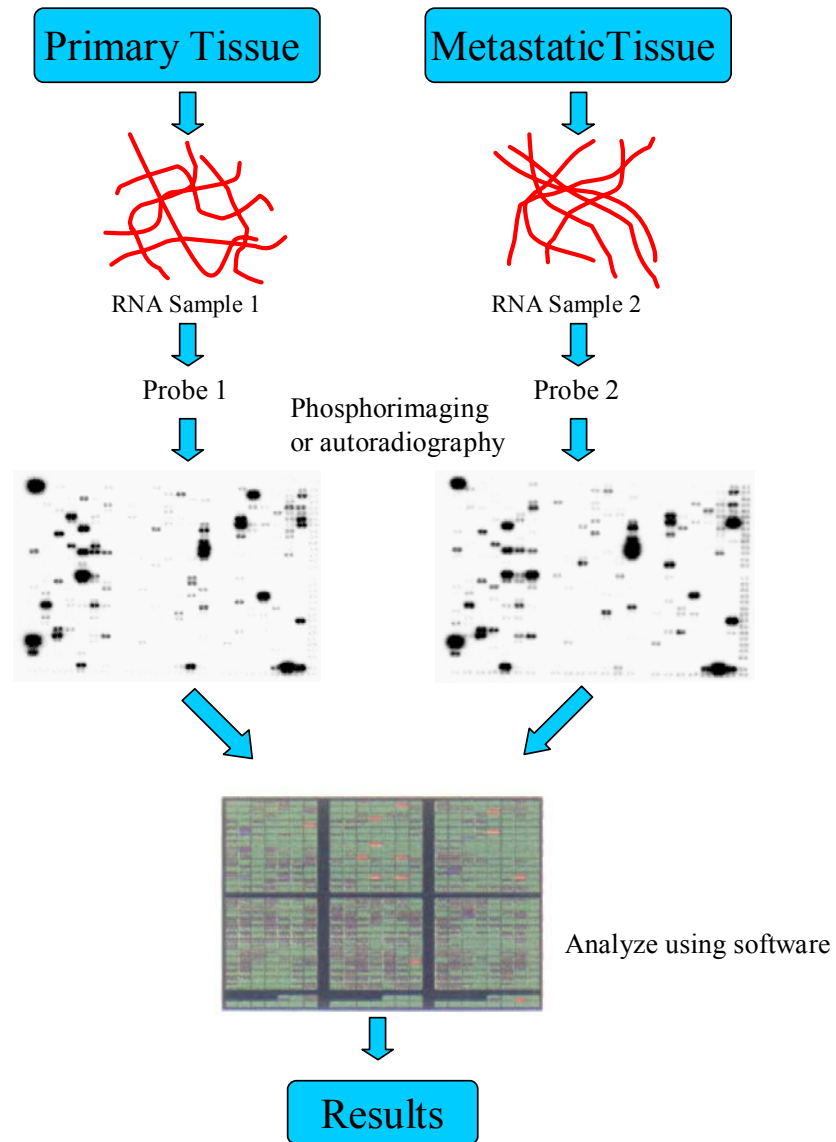 Primary Tissue
MetastaticTissue
RNA Sample 1
RNA Sample 2
Probe 1
Probe 2
Phosphorimaging
or autoradiography
Analyze using software
Results